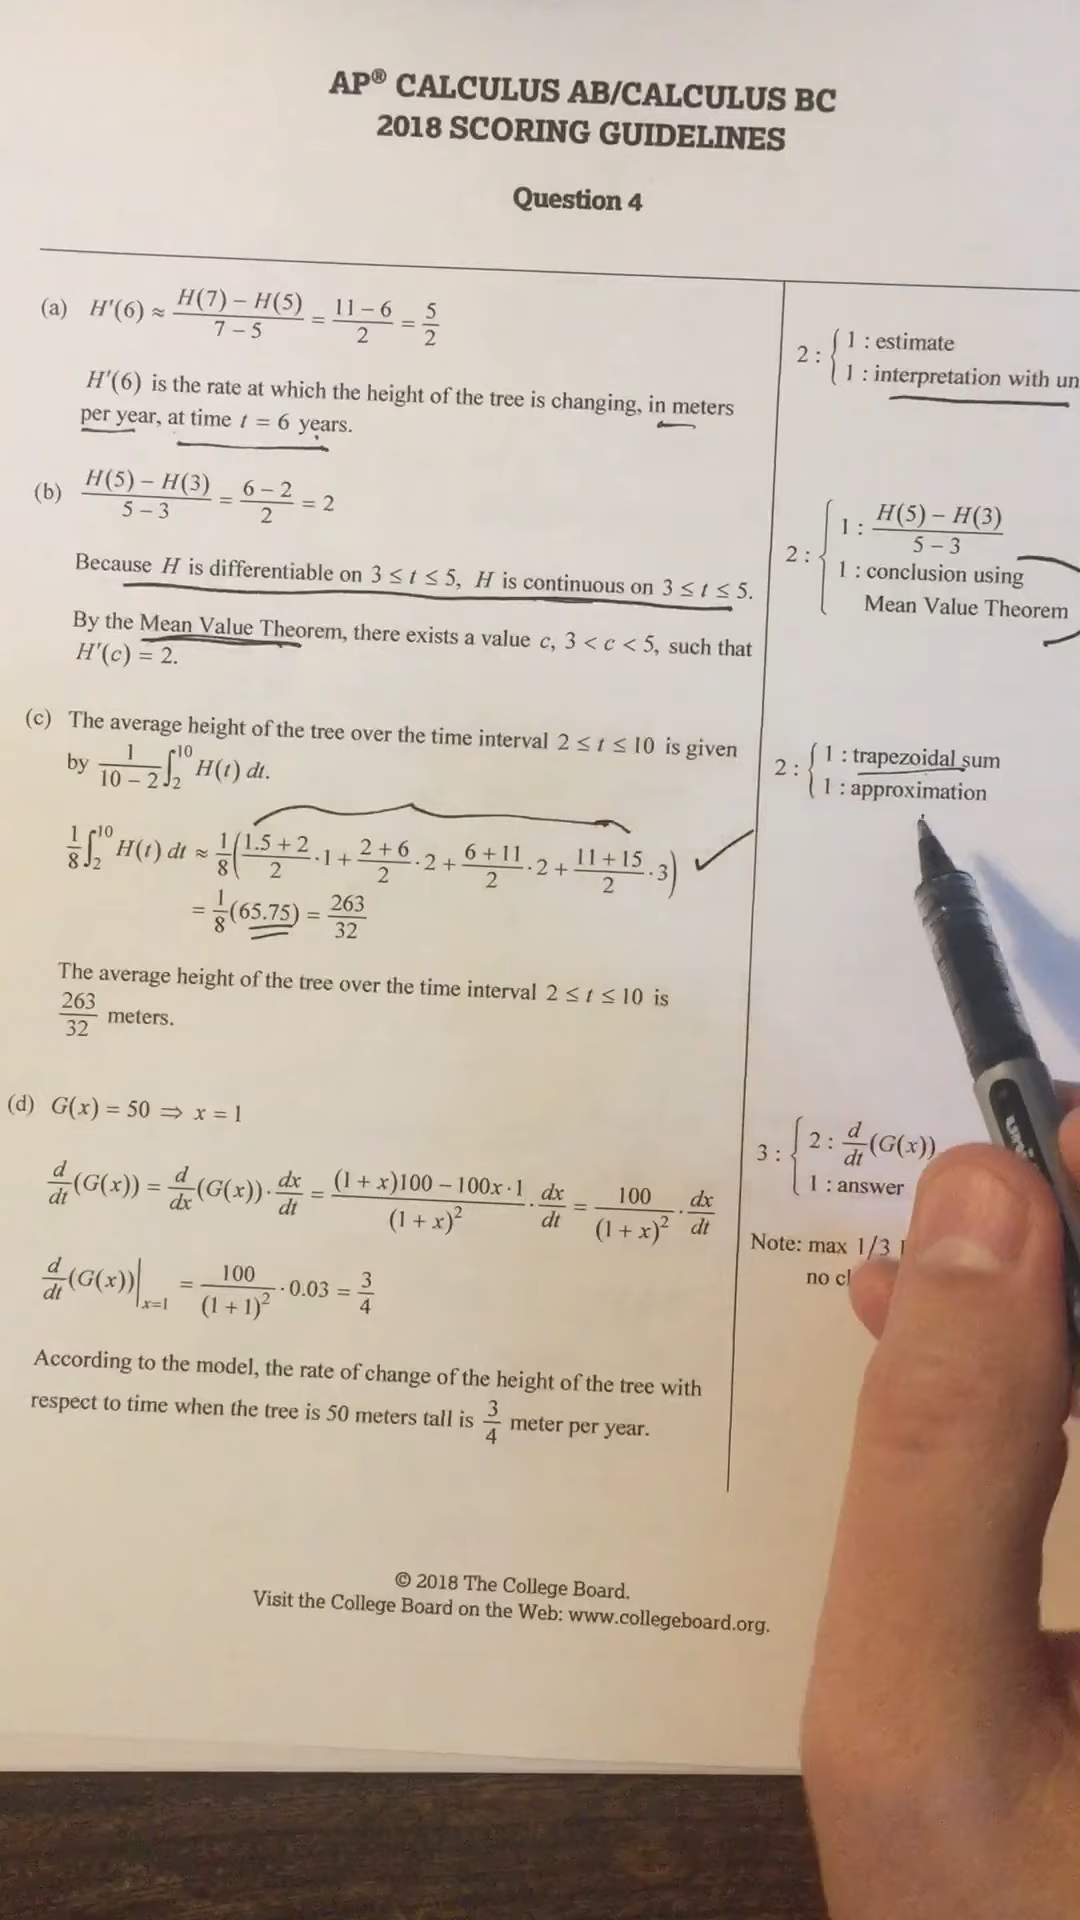 AP® CALCULUS AB/CALCULUS BC
2018 SCORING GUIDELINES
Question 4
(a) H′(6) ≈ (H(7) − H(5))/(7 − 5) = (11 − 6)/2 = 5/2
H′(6) is the rate at which the height of the tree is changing, in meters
per year, at time t = 6 years.
2 : { 1 : estimate
1 : interpretation with un
(b) (H(5) − H(3))/(5 − 3) = (6 − 2)/2 = 2
Because H is differentiable on 3 ≤ t ≤ 5, H is continuous on 3 ≤ t ≤ 5.
By the Mean Value Theorem, there exists a value c, 3 < c < 5, such that
H′(c) = 2.
2 : { 1 : (H(5) − H(3))/(5 − 3)
1 : conclusion using
Mean Value Theorem
(c) The average height of the tree over the time interval 2 ≤ t ≤ 10 is given
by 1/(10 − 2) ∫₂¹⁰ H(t) dt.
1/8 ∫₂¹⁰ H(t) dt ≈ 1/8((1.5 + 2)/2 · 1 + (2 + 6)/2 · 2 + (6 + 11)/2 · 2 + (11 + 15)/2 · 3)
= 1/8(65.75) = 263/32
The average height of the tree over the time interval 2 ≤ t ≤ 10 is
263/32 meters.
2 : { 1 : trapezoidal sum
1 : approximation
(d) G(x) = 50 ⇒ x = 1
d/dt(G(x)) = d/dx(G(x)) · dx/dt = ((1 + x)100 − 100x · 1)/(1 + x)² · dx/dt = 100/(1 + x)² · dx/dt
d/dt(G(x))|x=1 = 100/(1 + 1)² · 0.03 = 3/4
According to the model, the rate of change of the height of the tree with
respect to time when the tree is 50 meters tall is 3/4 meter per year.
3 : { 2 : d/dt(G(x))
1 : answer
Note: max 1/3
no
© 2018 The College Board.
Visit the College Board on the Web: www.collegeboard.org.